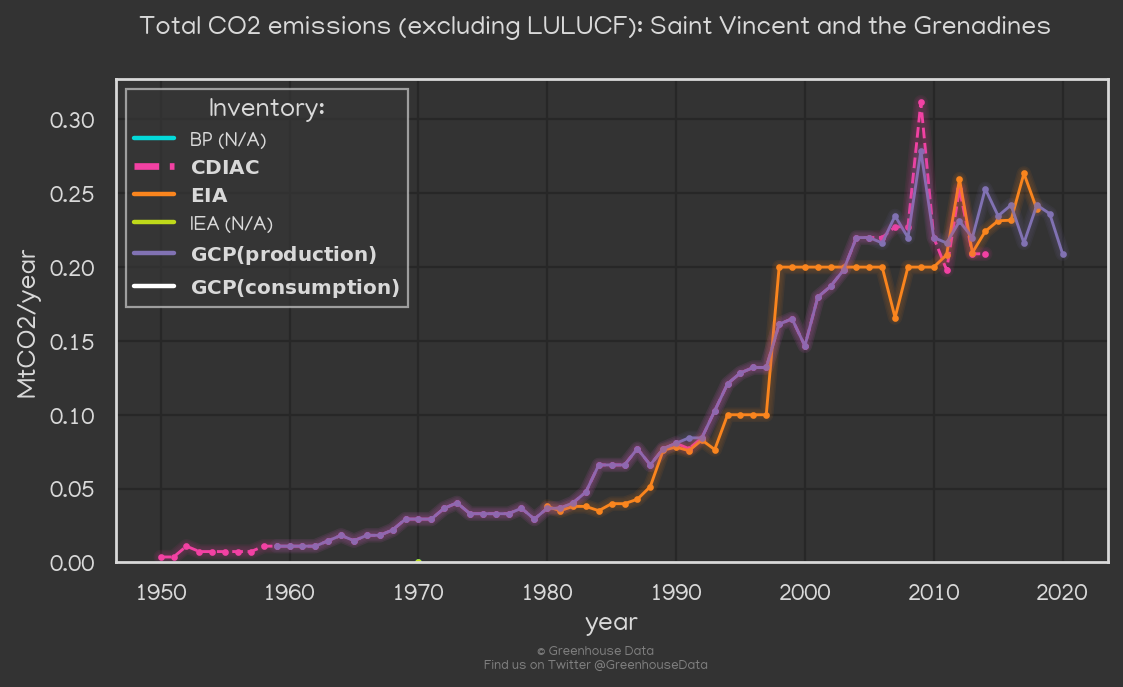 Total CO2 emissions (excluding LULUCF): Saint Vincent and the Grenadines
Inventory:
BP (N/A)
CDIAC
EIA
IEA (N/A)
GCP(production)
GCP(consumption)
MtCO2/year
0.30
0.25
0.20
0.15
0.10
0.05
0.00
1950 1960 1970 1980 1990 2000 2010 2020
year
© Greenhouse Data
Find us on Twitter @GreenhouseData